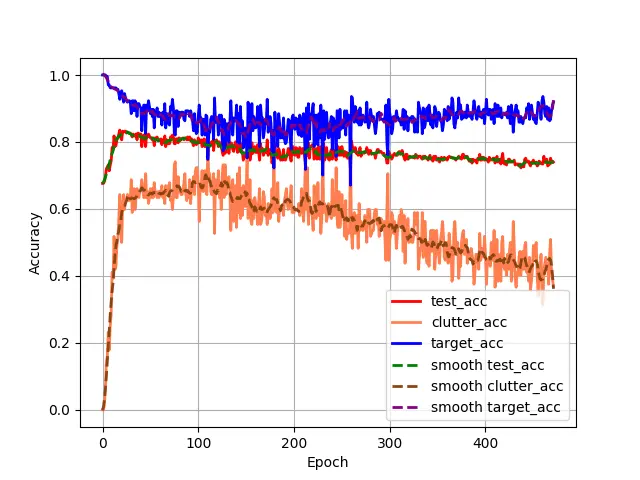 1.0
0.8
0.6
0.4
0.2
0.0
Accuracy
0
100
200
300
400
Epoch
test_acc
clutter_acc
target_acc
smooth test_acc
smooth clutter_acc
smooth target_acc